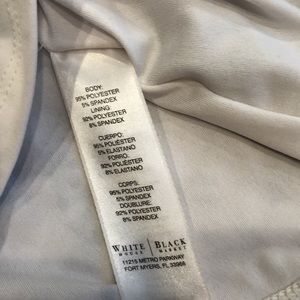 BODY:
95% POLYESTER
5% SPANDEX
LINING:
92% POLYESTER
8% SPANDEX
CUERPO:
95% POLIÉSTER
5% ELASTANO
FORRO:
92% POLIÉSTER
8% ELASTANO
CORPS:
95% POLYESTER
5% SPANDEX
DOUBLURE:
92% POLYESTER
8% SPANDEX
WHITE HOUSE | BLACK MARKET
11215 METRO PARKWAY
FORT MYERS, FL 33966